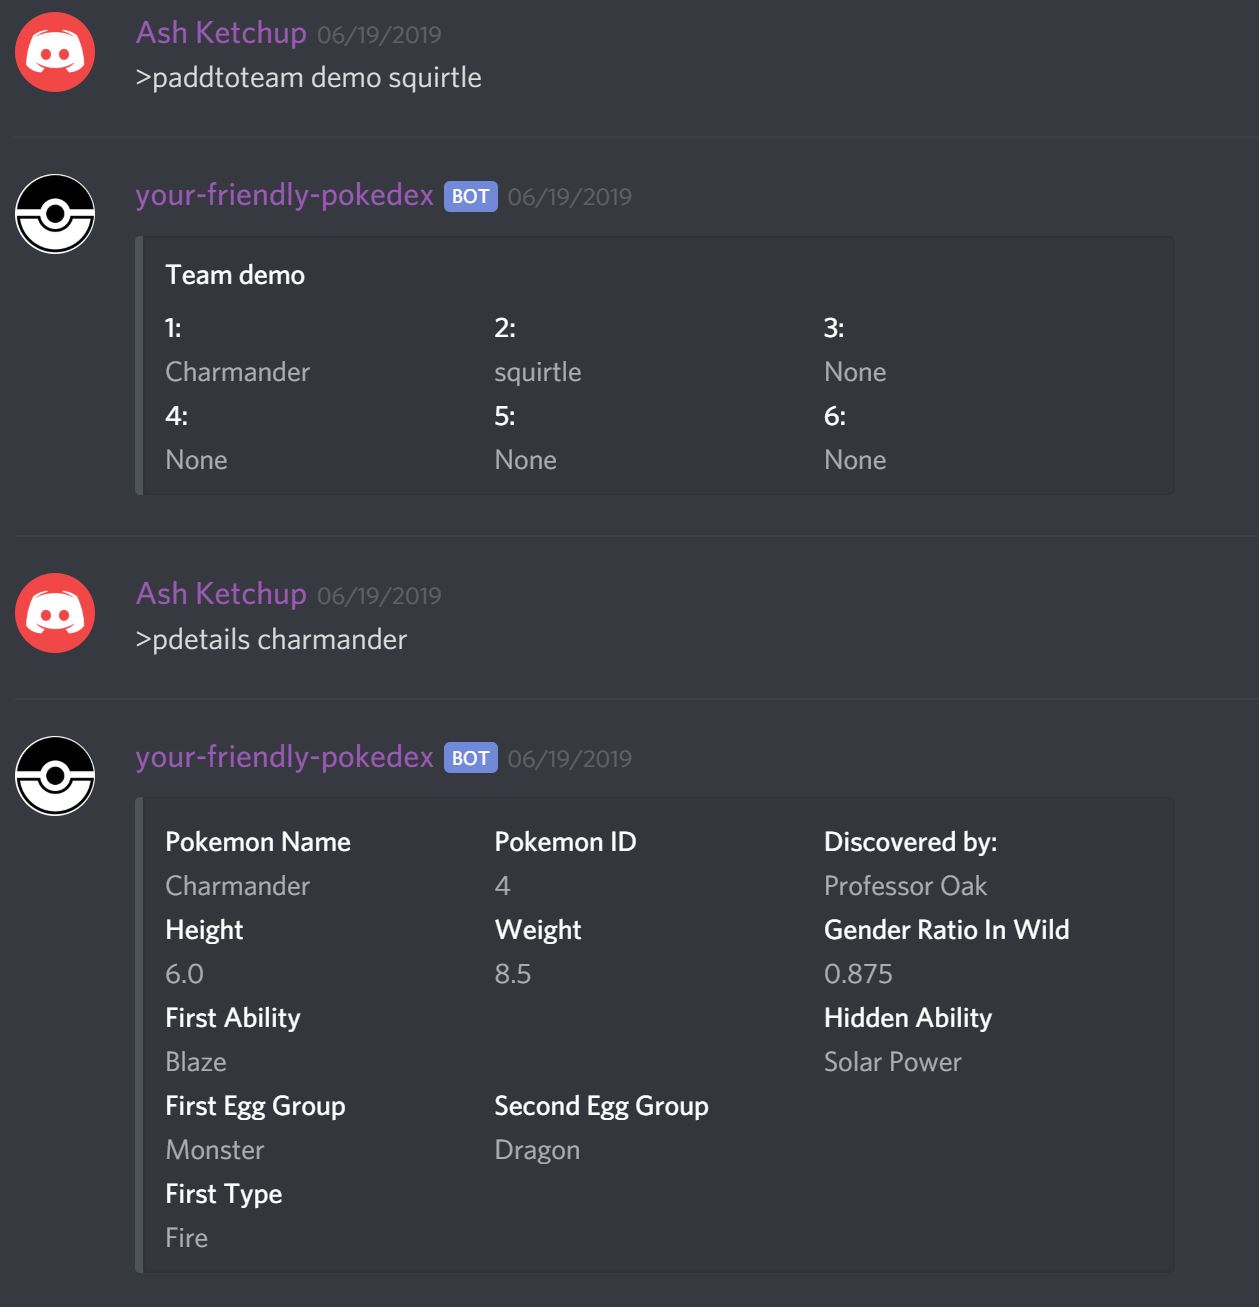 Ash Ketchup 06/19/2019
>paddtoteam demo squirtle
your-friendly-pokedex BOT 06/19/2019
Team demo
1: 2: 3:
Charmander squirtle None
4: 5: 6:
None None None
Ash Ketchup 06/19/2019
>pdetails charmander
your-friendly-pokedex BOT 06/19/2019
Pokemon Name Pokemon ID Discovered by:
Charmander 4 Professor Oak
Height Weight Gender Ratio In Wild
6.0 8.5 0.875
First Ability Hidden Ability
Blaze Solar Power
First Egg Group Second Egg Group
Monster Dragon
First Type
Fire